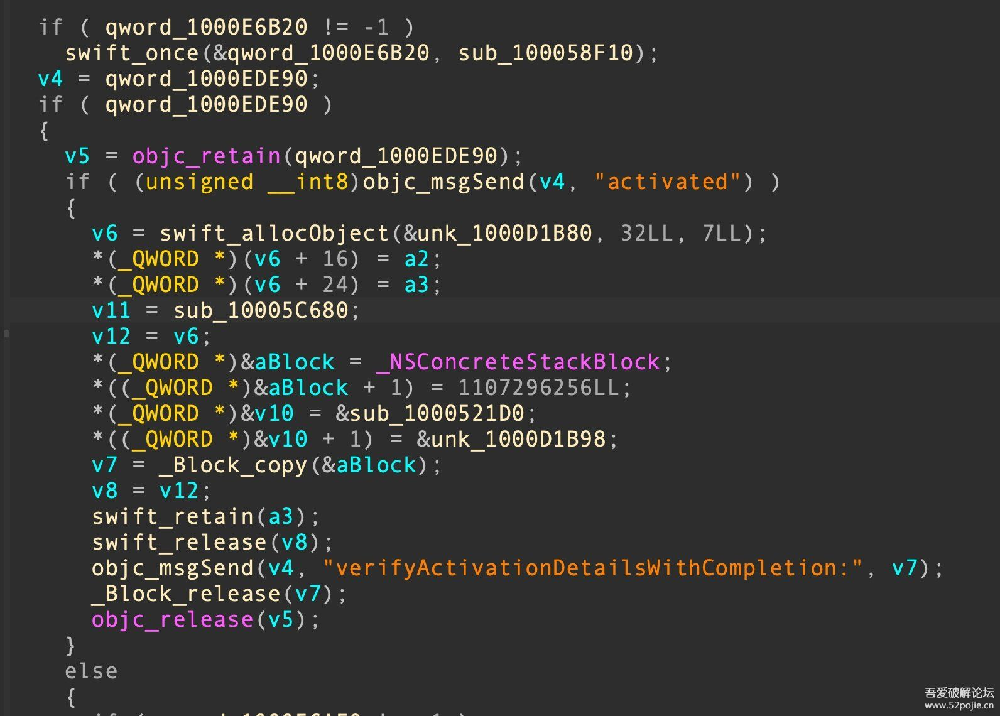 if ( qword_1000E6B20 != -1 )
swift_once(&qword_1000E6B20, sub_100058F10);
v4 = qword_1000EDE90;
if ( qword_1000EDE90 )
{
v5 = objc_retain(qword_1000EDE90);
if ( (unsigned __int8)objc_msgSend(v4, "activated") )
{
v6 = swift_allocObject(&unk_1000D1B80, 32LL, 7LL);
*(_QWORD *)(v6 + 16) = a2;
*(_QWORD *)(v6 + 24) = a3;
v11 = sub_10005C680;
v12 = v6;
*(_QWORD *)&aBlock = _NSConcreteStackBlock;
*((_QWORD *)&aBlock + 1) = 1107296256LL;
*(_QWORD *)&v10 = &sub_1000521D0;
*((_QWORD *)&v10 + 1) = &unk_1000D1B98;
v7 = _Block_copy(&aBlock);
v8 = v12;
swift_retain(a3);
swift_release(v8);
objc_msgSend(v4, "verifyActivationDetailsWithCompletion:", v7);
_Block_release(v7);
objc_release(v5);
}
else
{
吾爱破解论坛
www.52pojie.cn